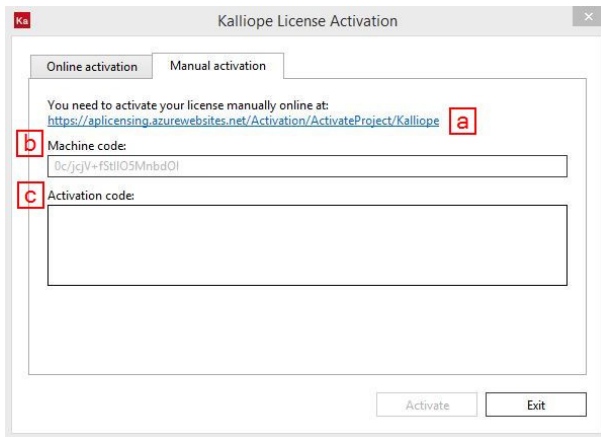 Ka
Kalliope License Activation
Online activation
Manual activation
You need to activate your license manually online at:
https://aplicensing.azurewebsites.net/Activation/ActivateProject/Kalliope
a
b
Machine code:
0c/jcjV+fStIIO5MnbdOI
c
Activation code:
Activate
Exit